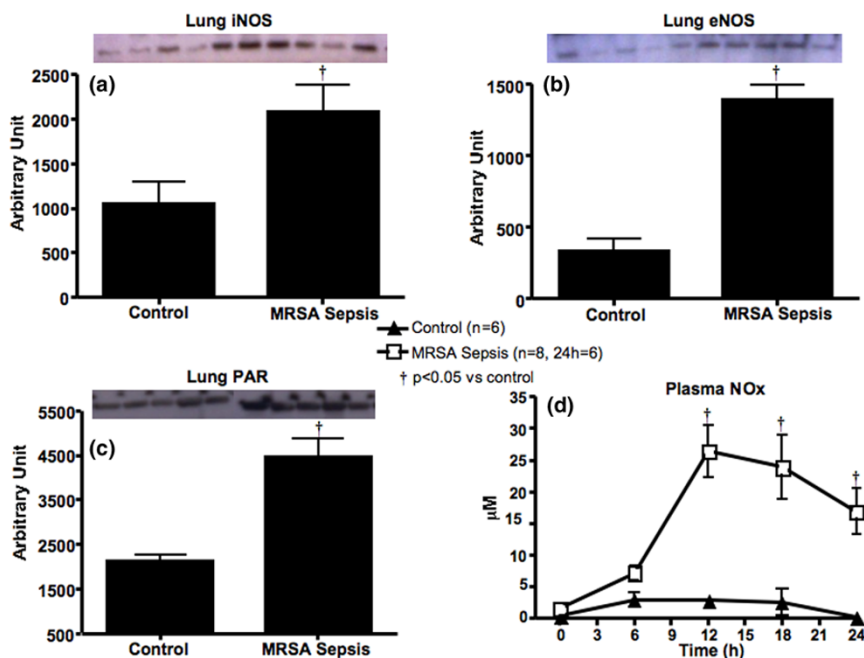 Lung iNOS
(a)
†
2500
2000
1500
1000
500
0
Arbitrary Unit
Control MRSA Sepsis
Lung eNOS
(b)
†
1500
1000
500
0
Arbitrary Unit
Control MRSA Sepsis
Control (n=6)
MRSA Sepsis (n=8, 24h=6)
† p<0.05 vs control
Lung PAR
(c)
†
5500
4500
3500
2500
1500
500
Arbitrary Unit
Control MRSA Sepsis
Plasma NOx
(d)
† † †
35
30
25
20
15
10
5
0
μM
0 3 6 9 12 15 18 21 24
Time (h)